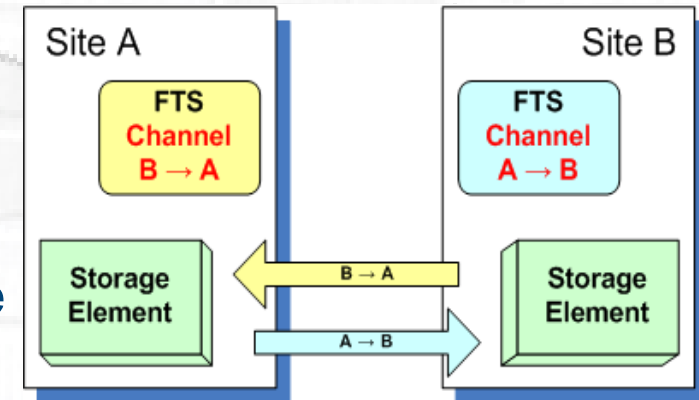 Site A
Site B
FTS
Channel
B → A
FTS
Channel
A → B
Storage
Element
B → A
A → B
Storage
Element
e